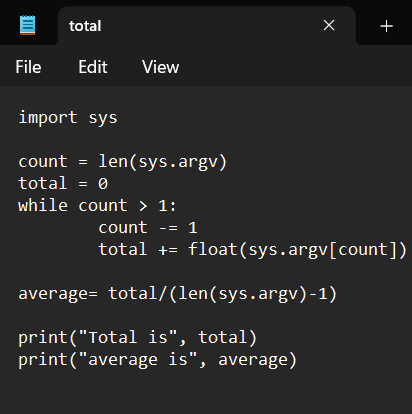 total
File Edit View
import sys
count = len(sys.argv)
total = 0
while count > 1:
        count -= 1
        total += float(sys.argv[count])
average= total/(len(sys.argv)-1)
print("Total is", total)
print("average is", average)